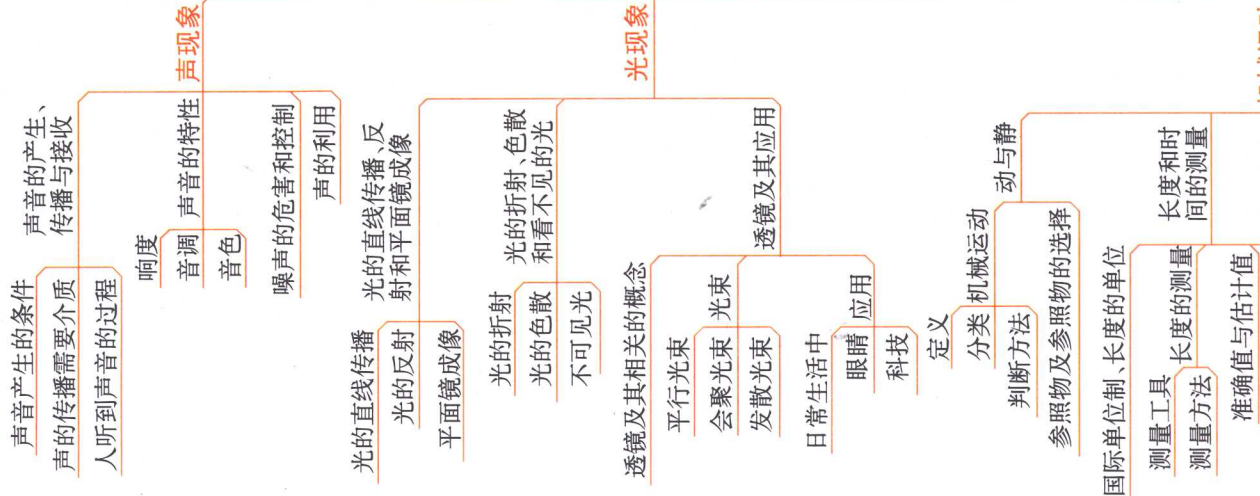 声现象
声音的产生、
传播与接收
声音产生的条件
声的传播需要介质
人听到声音的过程
声音的特性
响度
音调
音色
噪声的危害和控制
声的利用
光现象
光的直线传播、反
射和平面镜成像
光的直线传播
光的反射
平面镜成像
光的折射、色散
和看不见的光
光的折射
光的色散
不可见光
透镜及其应用
透镜及其相关的概念
光束
平行光束
会聚光束
发散光束
应用
日常生活中
眼睛
科技
动与静
机械运动
定义
分类
判断方法
参照物及参照物的选择
长度和时
间的测量
国际单位制、长度的单位
长度的测量
测量工具
测量方法
准确值与估计值